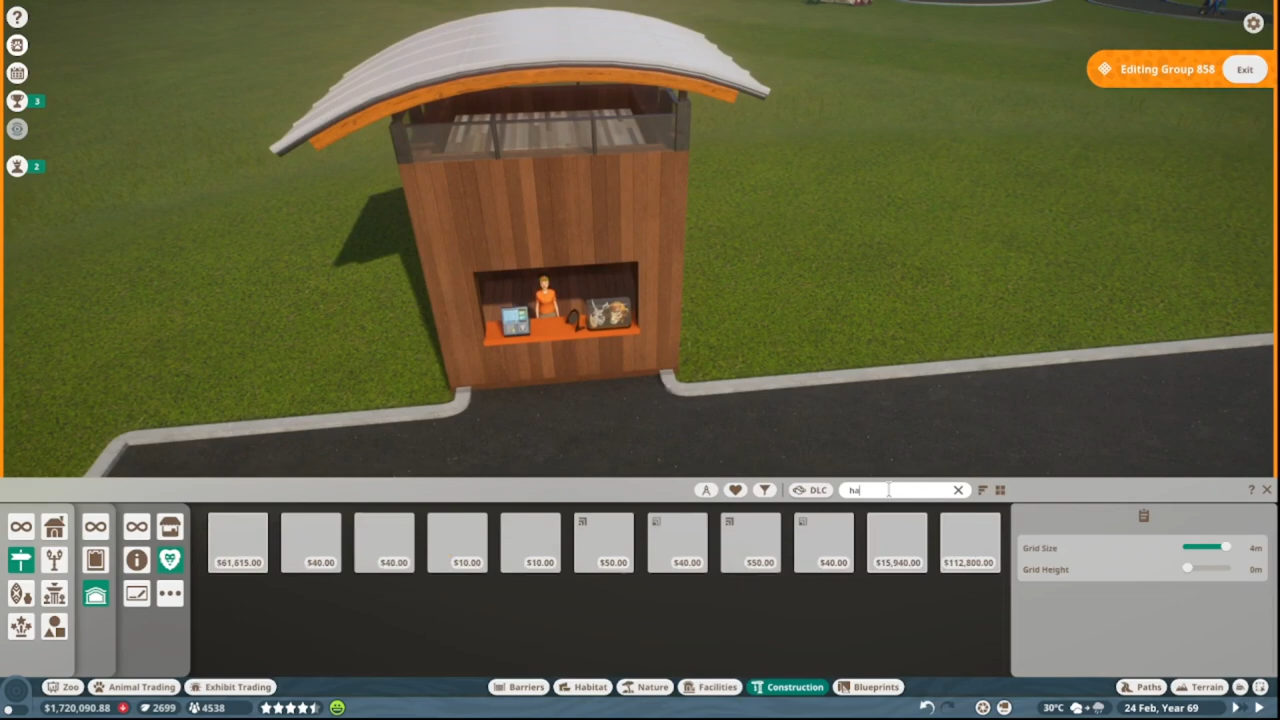 ?
3
2
Editing Group 858
Exit
DLC
ha
?
$61,615.00
$40.00
$40.00
$10.00
$10.00
$50.00
$40.00
$50.00
$40.00
$15,940.00
$112,800.00
Grid Size
4m
Grid Height
0m
Zoo
Animal Trading
Exhibit Trading
Barriers
Habitat
Nature
Facilities
Construction
Blueprints
Paths
Terrain
$1,720,090.88
2699
4538
30°C
24 Feb, Year 69